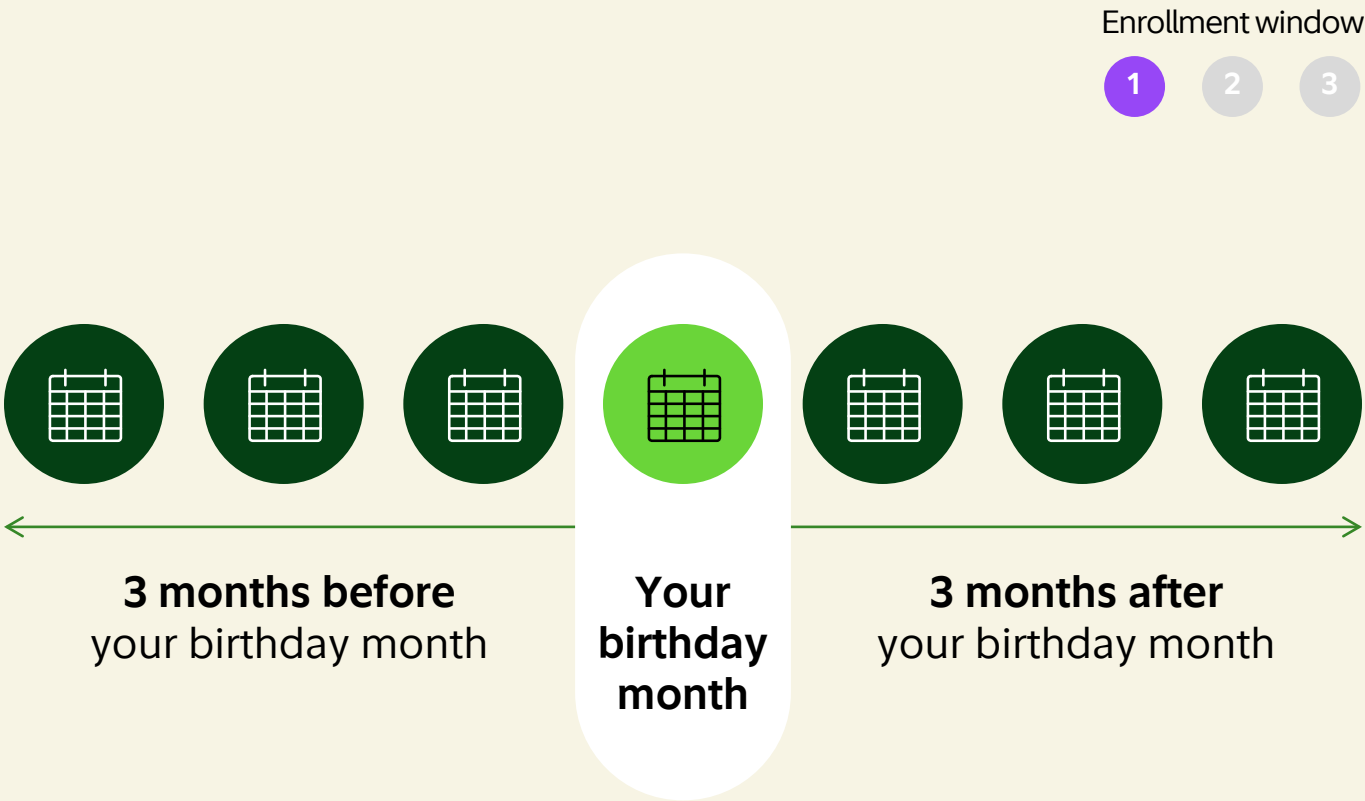 Enrollment window
1 2 3
3 months before
your birthday month
Your
birthday
month
3 months after
your birthday month